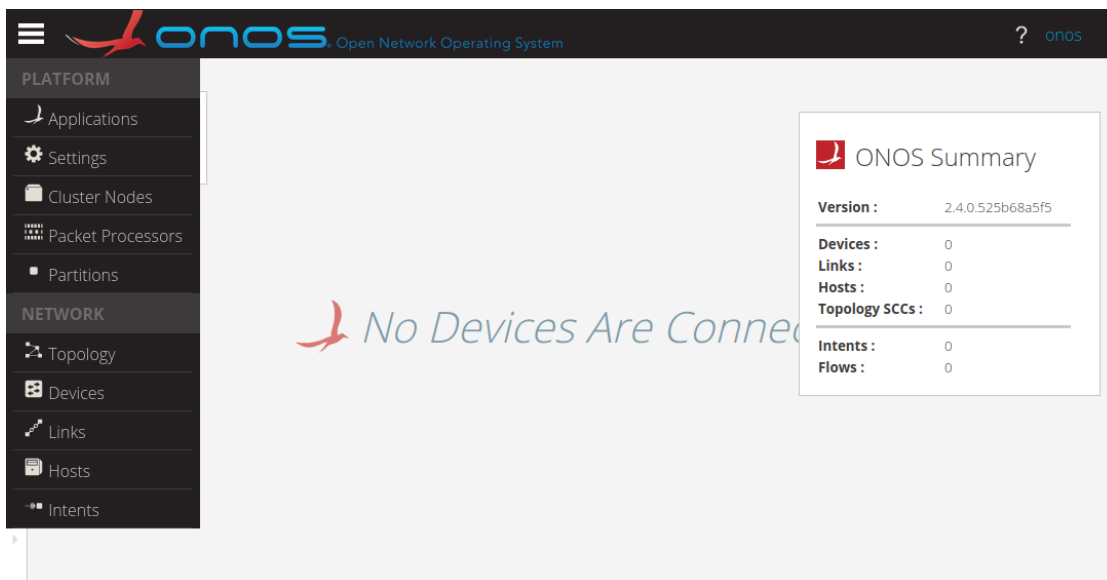 onos Open Network Operating System
? onos
PLATFORM
Applications
Settings
Cluster Nodes
Packet Processors
Partitions
NETWORK
Topology
Devices
Links
Hosts
Intents
No Devices Are Connec
ONOS Summary
Version : 2.4.0.525b68a5f5
Devices : 0
Links : 0
Hosts : 0
Topology SCCs : 0
Intents : 0
Flows : 0